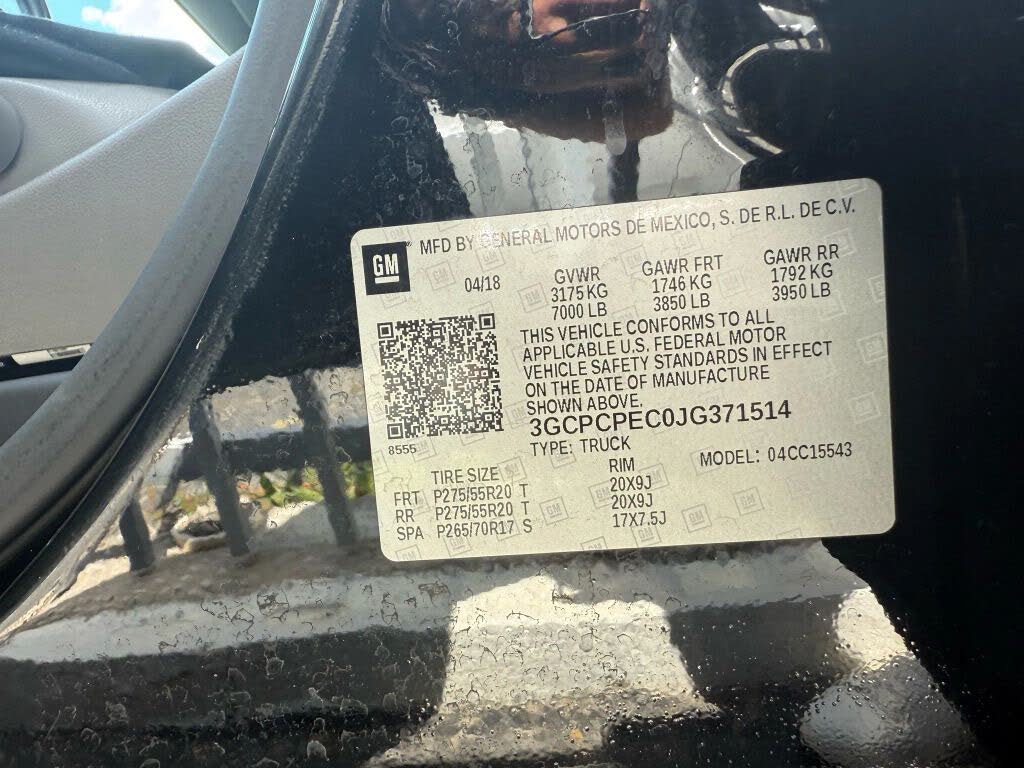 GM
MFD BY GENERAL MOTORS DE MEXICO, S. DE R.L. DE C.V.
04/18
GVWR GAWR FRT GAWR RR
3175 KG 1746 KG 1792 KG
7000 LB 3850 LB 3950 LB
THIS VEHICLE CONFORMS TO ALL
APPLICABLE U.S. FEDERAL MOTOR
VEHICLE SAFETY STANDARDS IN EFFECT
ON THE DATE OF MANUFACTURE
SHOWN ABOVE.
3GCPCPEC0JG371514
8555
TYPE: TRUCK MODEL: 04CC15543
TIRE SIZE RIM
FRT P275/55R20 T 20X9J
RR P275/55R20 T 20X9J
SPA P265/70R17 S 17X7.5J